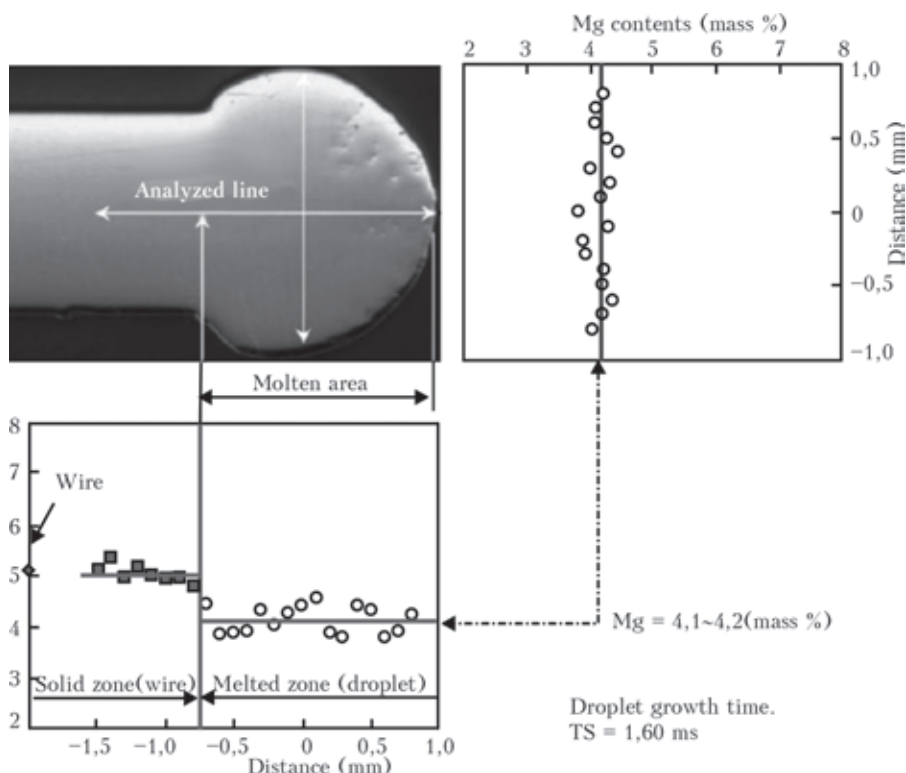 Mg contents (mass %)
2 3 4 5 6 7 8
1,0
0,5
0
−0,5
−1,0
Distance (mm)
Analyzed line
Molten area
8
7
6
5
4
3
2
Wire
Solid zone(wire) Melted zone (droplet)
−1,5 −1,0 −0,5 0 0,5 1,0
Distance (mm)
Mg = 4,1~4,2(mass %)
Droplet growth time.
TS = 1,60 ms